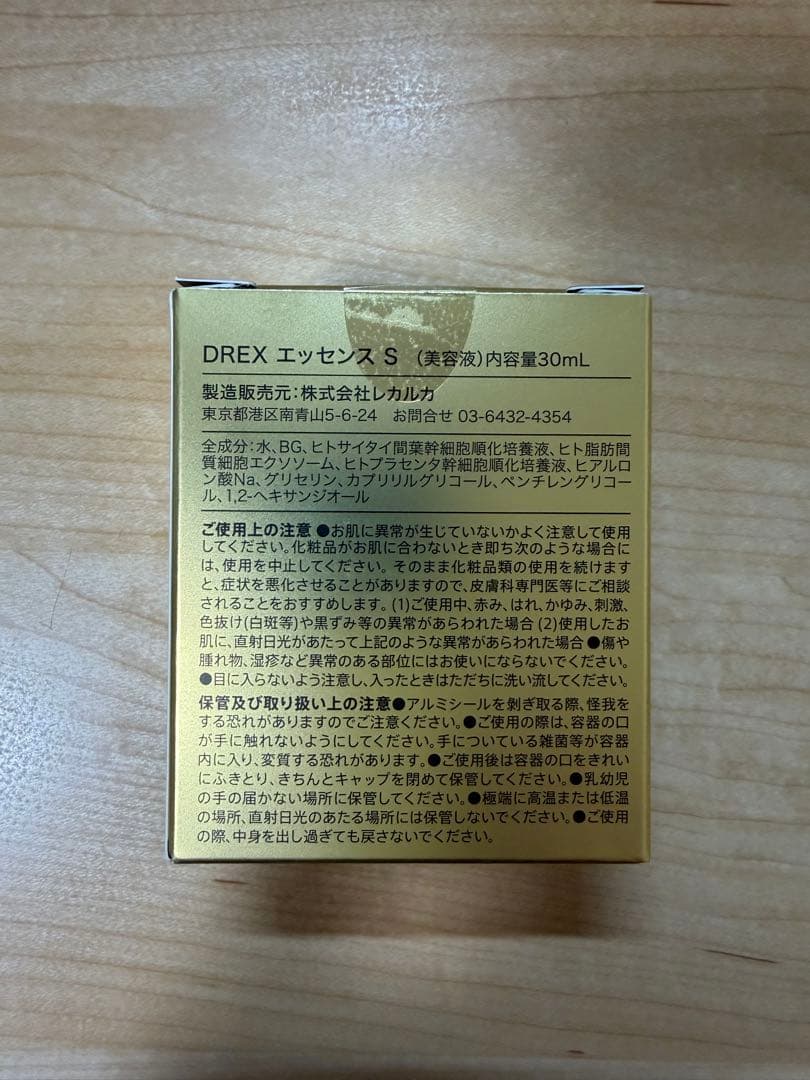 DREX エッセンス S (美容液)内容量30mL
製造販売元:株式会社レカルカ
東京都港区南青山5-6-24 お問合せ 03-6432-4354
全成分:水、BG、ヒトサイタイ間葉幹細胞順化培養液、ヒト脂肪間
質細胞エクソソーム、ヒトプラセンタ幹細胞順化培養液、ヒアルロ
ン酸Na、グリセリン、カプリリルグリコール、ペンチレングリコー
ル、1,2-ヘキサンジオール
ご使用上の注意 ●お肌に異常が生じていないかよく注意して使用
してください。化粧品がお肌に合わないとき即ち次のような場合に
は、使用を中止してください。そのまま化粧品類の使用を続けます
と、症状を悪化させることがありますので、皮膚科専門医等にご相談
されることをおすすめします。(1)ご使用中、赤み、はれ、かゆみ、刺激、
色抜け(白斑等)や黒ずみ等の異常があらわれた場合 (2)使用したお
肌に、直射日光があたって上記のような異常があらわれた場合 ●傷や
腫れ物、湿疹など異常のある部位にはお使いにならないでください。
●目に入らないよう注意し、入ったときはただちに洗い流してください。
保管及び取り扱い上の注意●アルミシールを剝ぎ取る際、怪我を
する恐れがありますのでご注意ください。●ご使用の際は、容器の口
が手に触れないようにしてください。手についている雑菌等が容器
内に入り、変質する恐れがあります。●ご使用後は容器の口をきれい
にふきとり、きちんとキャップを閉めて保管してください。●乳幼児
の手の届かない場所に保管してください。●極端に高温または低温
の場所、直射日光のあたる場所には保管しないでください。●ご使用
の際、中身を出し過ぎても戻さないでください。